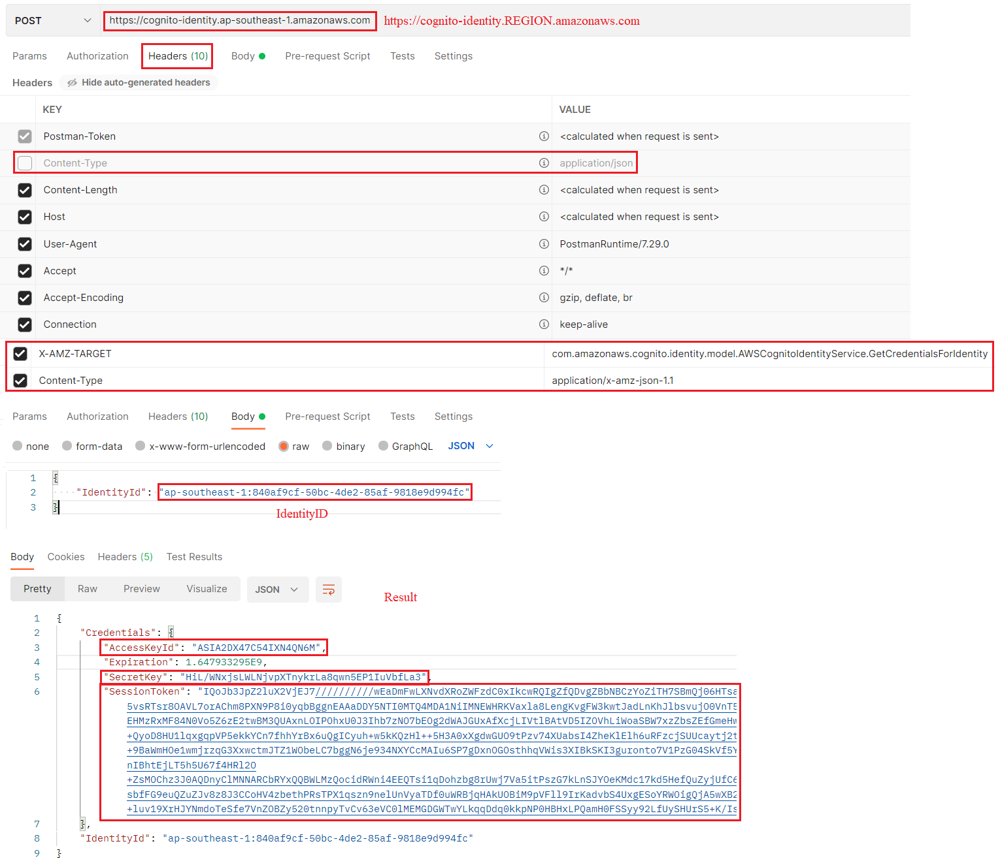 POST https://cognito-identity.ap-southeast-1.amazonaws.com https://cognito-identity.REGION.amazonaws.com
Params Authorization Headers (10) Body Pre-request Script Tests Settings
Headers Hide auto-generated headers
KEY VALUE
Postman-Token <calculated when request is sent>
Content-Type application/json
Content-Length <calculated when request is sent>
Host <calculated when request is sent>
User-Agent PostmanRuntime/7.29.0
Accept */*
Accept-Encoding gzip, deflate, br
Connection keep-alive
X-AMZ-TARGET com.amazonaws.cognito.identity.model.AWSCognitoIdentityService.GetCredentialsForIdentity
Content-Type application/x-amz-json-1.1
Params Authorization Headers (10) Body Pre-request Script Tests Settings
none form-data x-www-form-urlencoded raw binary GraphQL JSON
1 {
2 "IdentityId": "ap-southeast-1:840af9cf-50bc-4de2-85af-9818e9d994fc"
3 }
IdentityID
Body Cookies Headers (5) Test Results
Pretty Raw Preview Visualize JSON
Result
1 {
2 "Credentials": {
3 "AccessKeyId": "ASIA2DX47C54IXN4QN6M",
4 "Expiration": 1.647933295E9,
5 "SecretKey": "HiL/WNxjsLWLNjvpXTnykrLa8qwn5EP1IuVbfLa3",
6 "SessionToken": "IQoJb3JpZ2luX2VjEJ7//////////wEaDmFwLXNvdXRoZWFzdC0xIkcwRQIgZfQDvgZBbNBCzYoZiTH7SBmQj06HTsa
5vsRTsr8OAVL7orAChm8PXN9P8i0yqbBggnEAAaDDY5NTI0MTQ4MDA1NiIMNEWHRKVaxla8LengKvgFW3kwtJadLnKhJlbsvujO0VnT5
EHMzRxMF84N0Vo5Z6zE2twBM3QUAxnLOIPOhxU0J3Ihb7zNO7bEOg2dWAJGUxAfXcjLIVtlBAtVD5IZOVhLiWoaSBW7xzZbsZEfGmeHw
+QyoD8HU1lqxgqpVP5ekkYCn7fhhYrBx6uQgICyuh+w5kKQzHl++5H3A0xXgdwGUO9tPzv74XUabsI4ZheKlElh6uRFzcjSUUcaytj2t
+9BaWmHOe1wmjrzqG3XxwctmJTZ1WObeLC7bggN6je934NXYCcMAIu6SP7gDxnOGOsthhqVWis3XIBkSKI3guronto7V1PzG04SkVf5Y
nIBhtEjLT5h5U67f4HRl2O
+ZsMOChz3J0AQDnyClMNNARCbRYxQQBWLMzQocidRWni4EEQTsi1qDohzbg8rUwj7Va5itPszG7kLnSJYOeKMdc17kd5HefQuZyjUfC6
sbfFG9euQZuZJv8z8J3CCoHV4zbethPRsTPX1qszn9nelUnVyaTDf0uWRBjqHAkUOBiM9pVFll9IrKadvbS4UxgESoYRWOigQjA5wXB2
+luv19XrHJYNmdoTeSfe7VnZOBZy520tnnpyTvCv63eVC0lMEMGDGWTwYLkqqDdq0kkpNP0HBHxLPQamH0FSSyy92LfUySHUrS5+K/Is
7 },
8 "IdentityId": "ap-southeast-1:840af9cf-50bc-4de2-85af-9818e9d994fc"
9 }